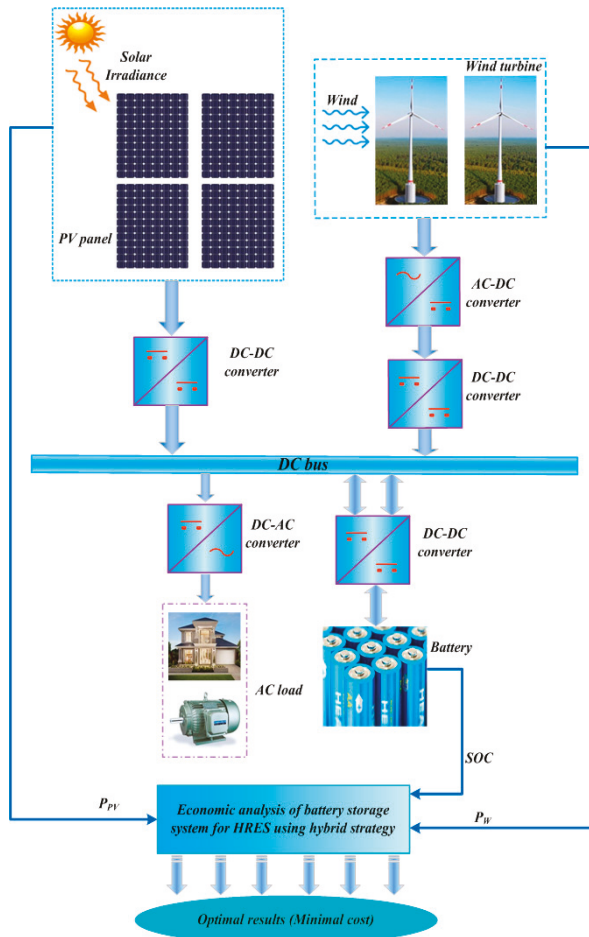 Solar
Irradiance
PV panel
Wind turbine
Wind
AC-DC
converter
DC-DC
converter
DC-DC
converter
DC bus
DC-AC
converter
DC-DC
converter
AC load
Battery
SOC
P_PV
P_W
Economic analysis of battery storage
system for HRES using hybrid strategy
Optimal results (Minimal cost)